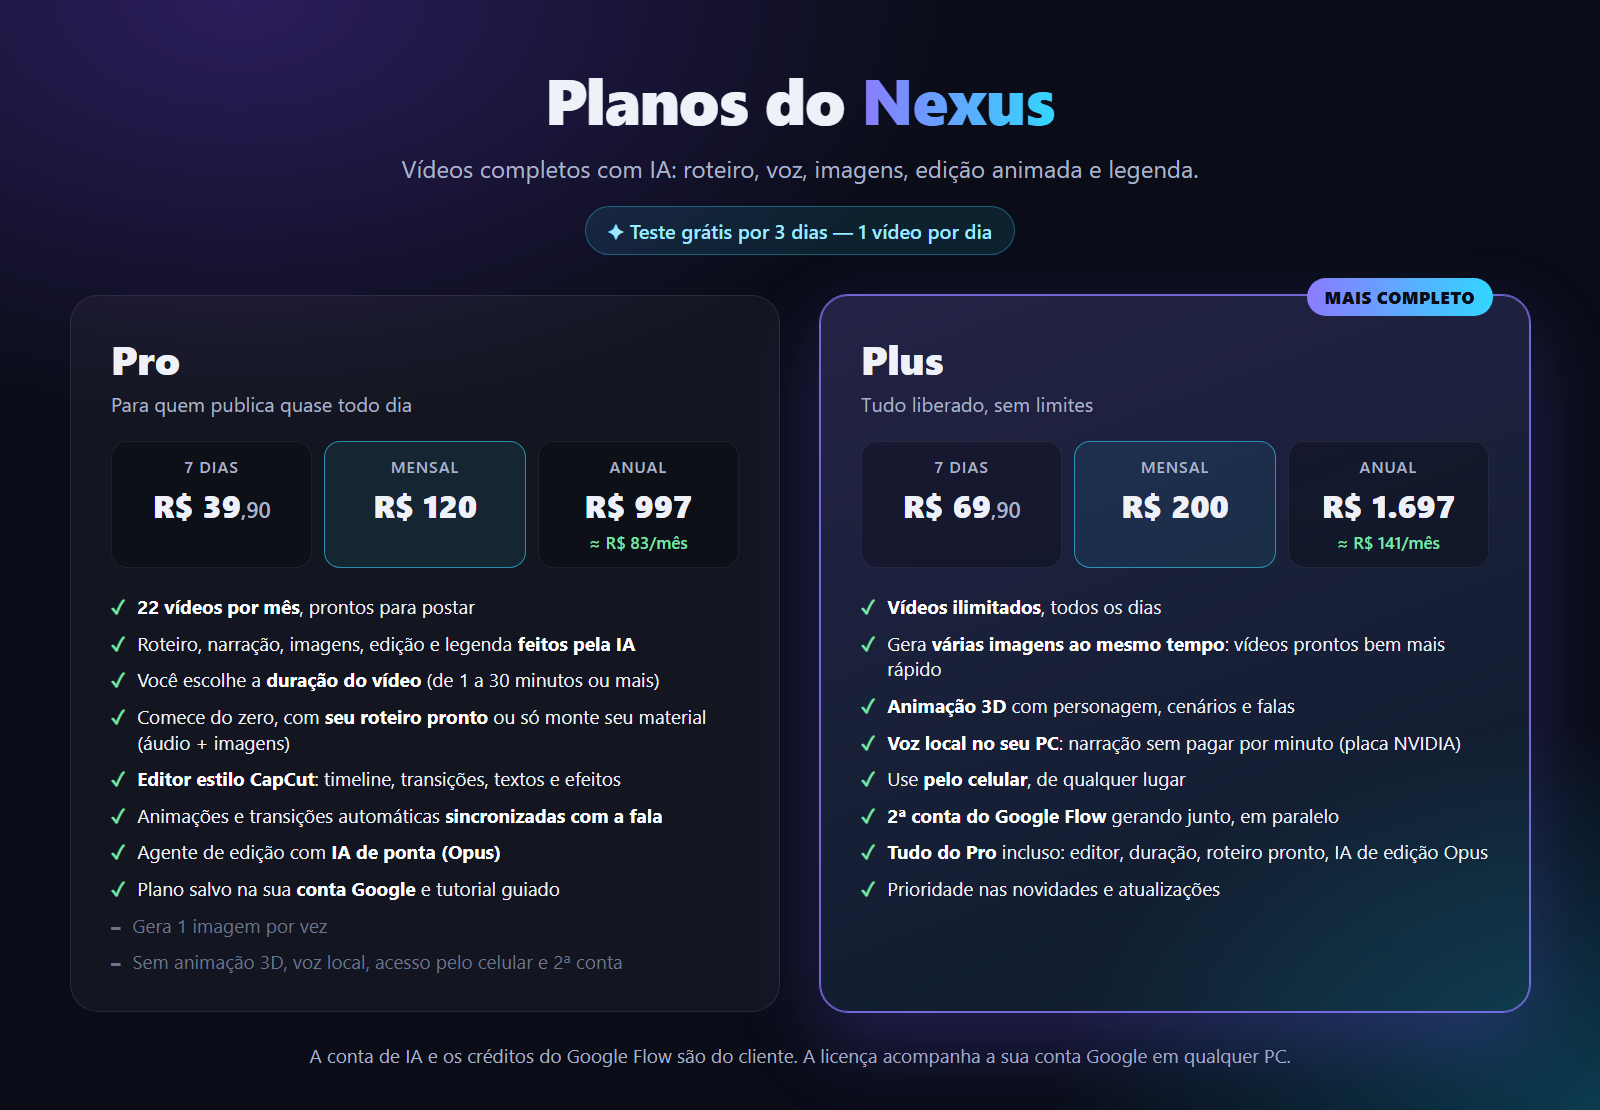 Planos do Nexus
Vídeos completos com IA: roteiro, voz, imagens, edição animada e legenda.
✦ Teste grátis por 3 dias — 1 vídeo por dia
Pro
Para quem publica quase todo dia
7 DIAS
R$ 39,90
MENSAL
R$ 120
ANUAL
R$ 997
≈ R$ 83/mês
✓ 22 vídeos por mês, prontos para postar
✓ Roteiro, narração, imagens, edição e legenda feitos pela IA
✓ Você escolhe a duração do vídeo (de 1 a 30 minutos ou mais)
✓ Comece do zero, com seu roteiro pronto ou só monte seu material
(áudio + imagens)
✓ Editor estilo CapCut: timeline, transições, textos e efeitos
✓ Animações e transições automáticas sincronizadas com a fala
✓ Agente de edição com IA de ponta (Opus)
✓ Plano salvo na sua conta Google e tutorial guiado
– Gera 1 imagem por vez
– Sem animação 3D, voz local, acesso pelo celular e 2ª conta
MAIS COMPLETO
Plus
Tudo liberado, sem limites
7 DIAS
R$ 69,90
MENSAL
R$ 200
ANUAL
R$ 1.697
≈ R$ 141/mês
✓ Vídeos ilimitados, todos os dias
✓ Gera várias imagens ao mesmo tempo: vídeos prontos bem mais
rápido
✓ Animação 3D com personagem, cenários e falas
✓ Voz local no seu PC: narração sem pagar por minuto (placa NVIDIA)
✓ Use pelo celular, de qualquer lugar
✓ 2ª conta do Google Flow gerando junto, em paralelo
✓ Tudo do Pro incluso: editor, duração, roteiro pronto, IA de edição Opus
✓ Prioridade nas novidades e atualizações
A conta de IA e os créditos do Google Flow são do cliente. A licença acompanha a sua conta Google em qualquer PC.